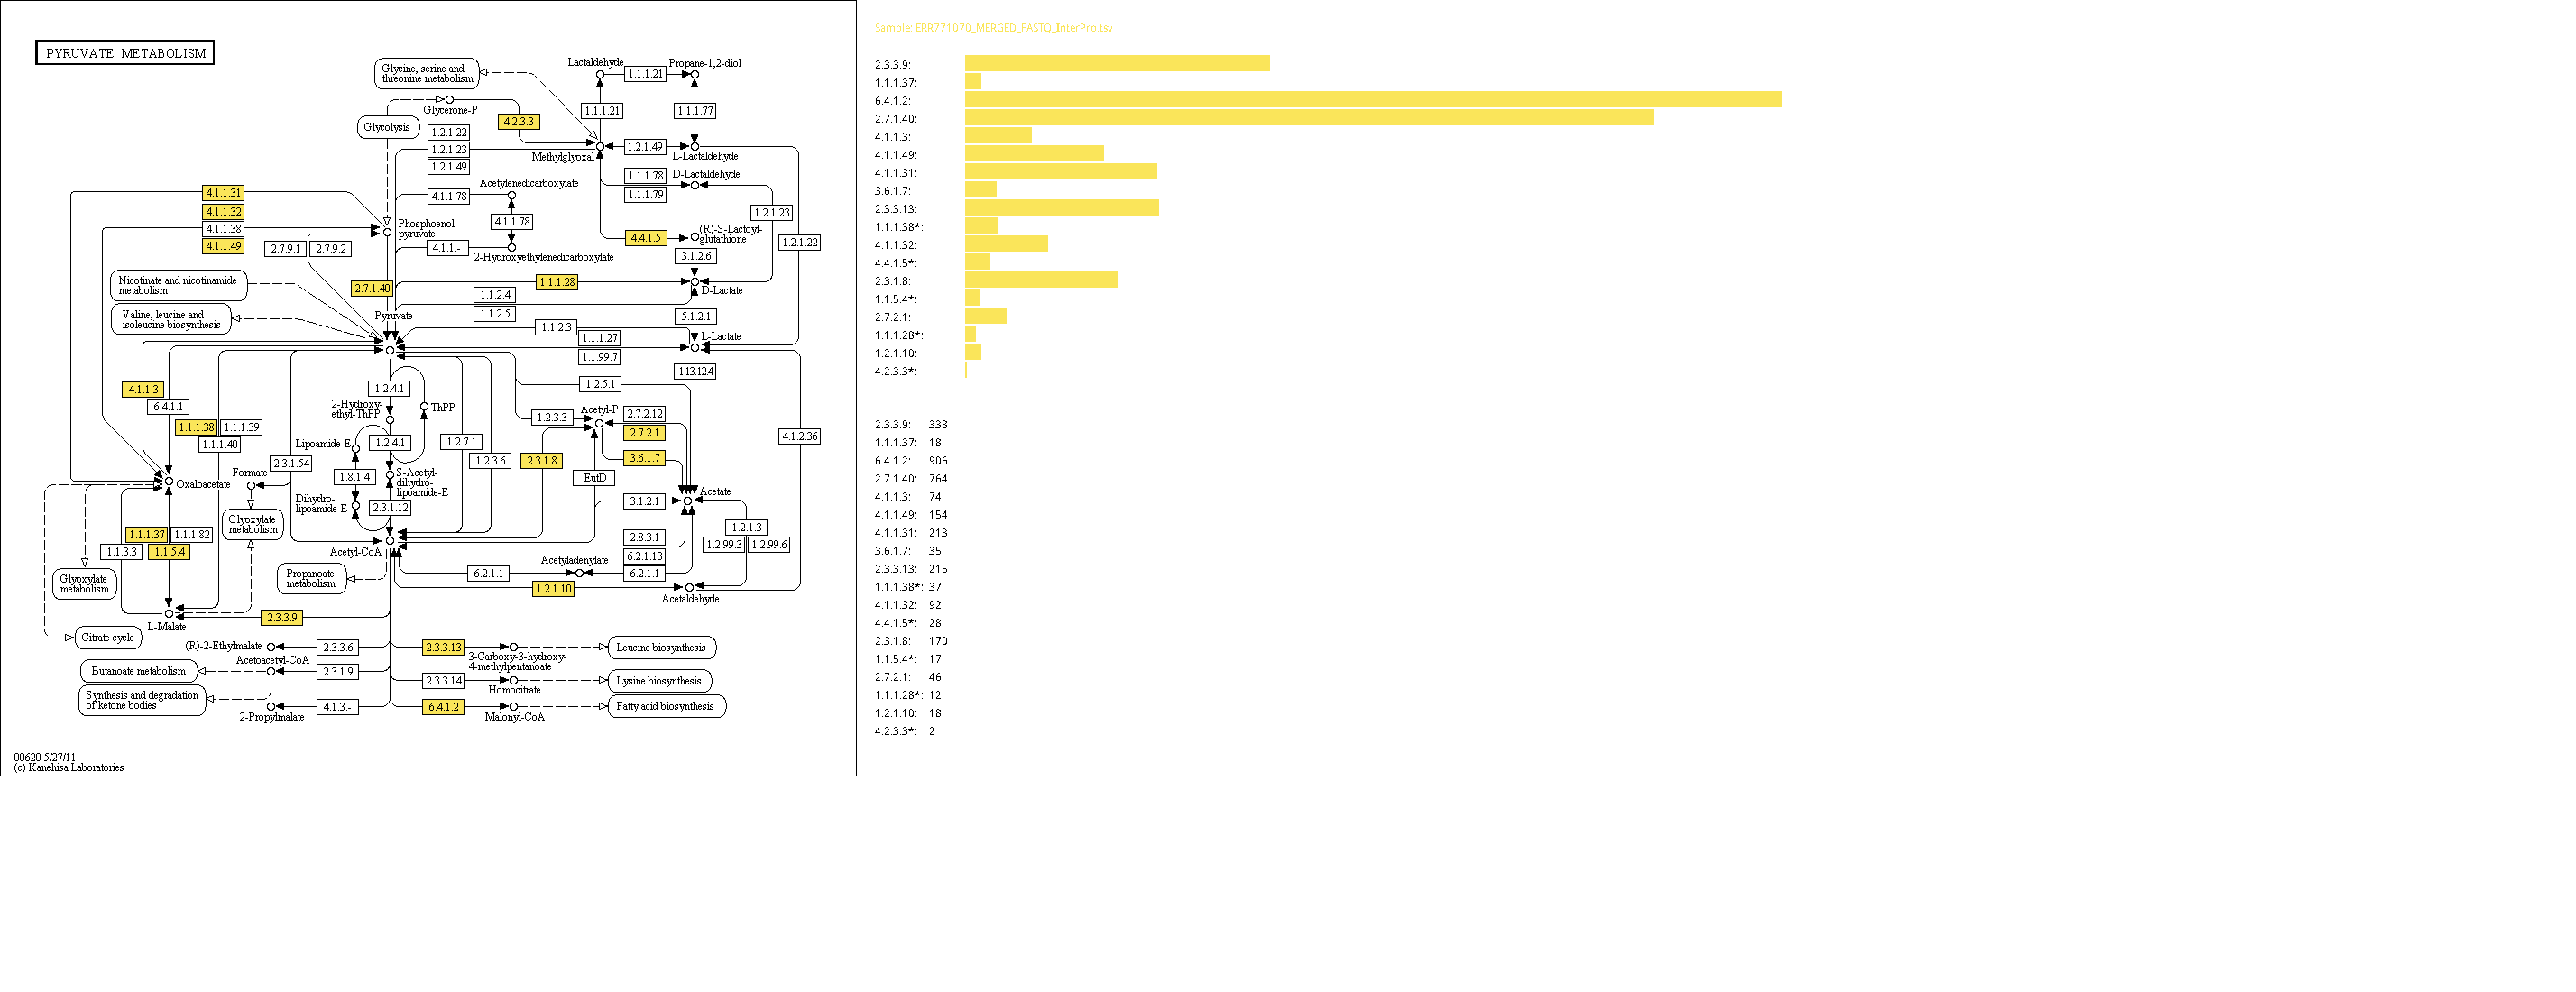 PYRUVATE METABOLISM
Glycine, serine and
threonine metabolism
Lactaldehyde
1.1.1.21
Propane-1,2-diol
Glycerone-P
1.1.1.21
1.1.1.77
Glycolysis
4.2.3.3
1.2.1.22
1.2.1.23
1.2.1.49
Methylglyoxal
1.2.1.49
L-Lactaldehyde
1.1.1.78
1.1.1.79
D-Lactaldehyde
Acetylenedicarboxylate
4.1.1.78
4.1.1.78
1.2.1.23
4.1.1.31
4.1.1.32
4.1.1.38
4.1.1.49
Phosphoenol-
pyruvate
2.7.9.1
2.7.9.2
4.1.1.-
2-Hydroxyethylenedicarboxylate
4.4.1.5
(R)-S-Lactoyl-
glutathione
1.2.1.22
3.1.2.6
Nicotinate and nicotinamide
metabolism
2.7.1.40
1.1.1.28
D-Lactate
1.1.2.4
1.1.2.5
Valine, leucine and
isoleucine biosynthesis
Pyruvate
5.1.2.1
1.1.2.3
1.1.1.27
L-Lactate
1.1.99.7
1.13.12.4
4.1.1.3
6.4.1.1
1.2.4.1
1.2.5.1
2-Hydroxy-
ethyl-ThPP
ThPP
Acetyl-P
1.2.3.3
2.7.2.12
2.7.2.1
1.1.1.38
1.1.1.39
1.1.1.40
Lipoamide-E
1.2.4.1
1.2.7.1
1.2.3.6
2.3.1.8
3.6.1.7
4.1.2.36
Formate
2.3.1.54
1.8.1.4
S-Acetyl-
dihydro-
lipoamide-E
EutD
Oxaloacetate
Dihydro-
lipoamide-E
2.3.1.12
3.1.2.1
Acetate
Glyoxylate
metabolism
1.2.1.3
1.1.1.37
1.1.1.82
1.1.3.3
1.1.5.4
Acetyl-CoA
2.8.3.1
1.2.99.3
1.2.99.6
6.2.1.13
Acetyladenylate
6.2.1.1
6.2.1.1
Glyoxylate
metabolism
Propanoate
metabolism
1.2.1.10
Acetaldehyde
L-Malate
2.3.3.9
Citrate cycle
(R)-2-Ethylmalate
2.3.3.6
2.3.3.13
3-Carboxy-3-hydroxy-
4-methylpentanoate
Leucine biosynthesis
Acetoacetyl-CoA
Butanoate metabolism
2.3.1.9
2.3.3.14
Homocitrate
Lysine biosynthesis
Synthesis and degradation
of ketone bodies
2-Propylmalate
4.1.3.-
6.4.1.2
Malonyl-CoA
Fatty acid biosynthesis
00620 5/27/11
(c) Kanehisa Laboratories
Sample: ERR771070_MERGED_FASTQ_InterPro.tsv
2.3.3.9:
1.1.1.37:
6.4.1.2:
2.7.1.40:
4.1.1.3:
4.1.1.49:
4.1.1.31:
3.6.1.7:
2.3.3.13:
1.1.1.38*:
4.1.1.32:
4.4.1.5*:
2.3.1.8:
1.1.5.4*:
2.7.2.1:
1.1.1.28*:
1.2.1.10:
4.2.3.3*:
2.3.3.9: 338
1.1.1.37: 18
6.4.1.2: 906
2.7.1.40: 764
4.1.1.3: 74
4.1.1.49: 154
4.1.1.31: 213
3.6.1.7: 35
2.3.3.13: 215
1.1.1.38*: 37
4.1.1.32: 92
4.4.1.5*: 28
2.3.1.8: 170
1.1.5.4*: 17
2.7.2.1: 46
1.1.1.28*: 12
1.2.1.10: 18
4.2.3.3*: 2